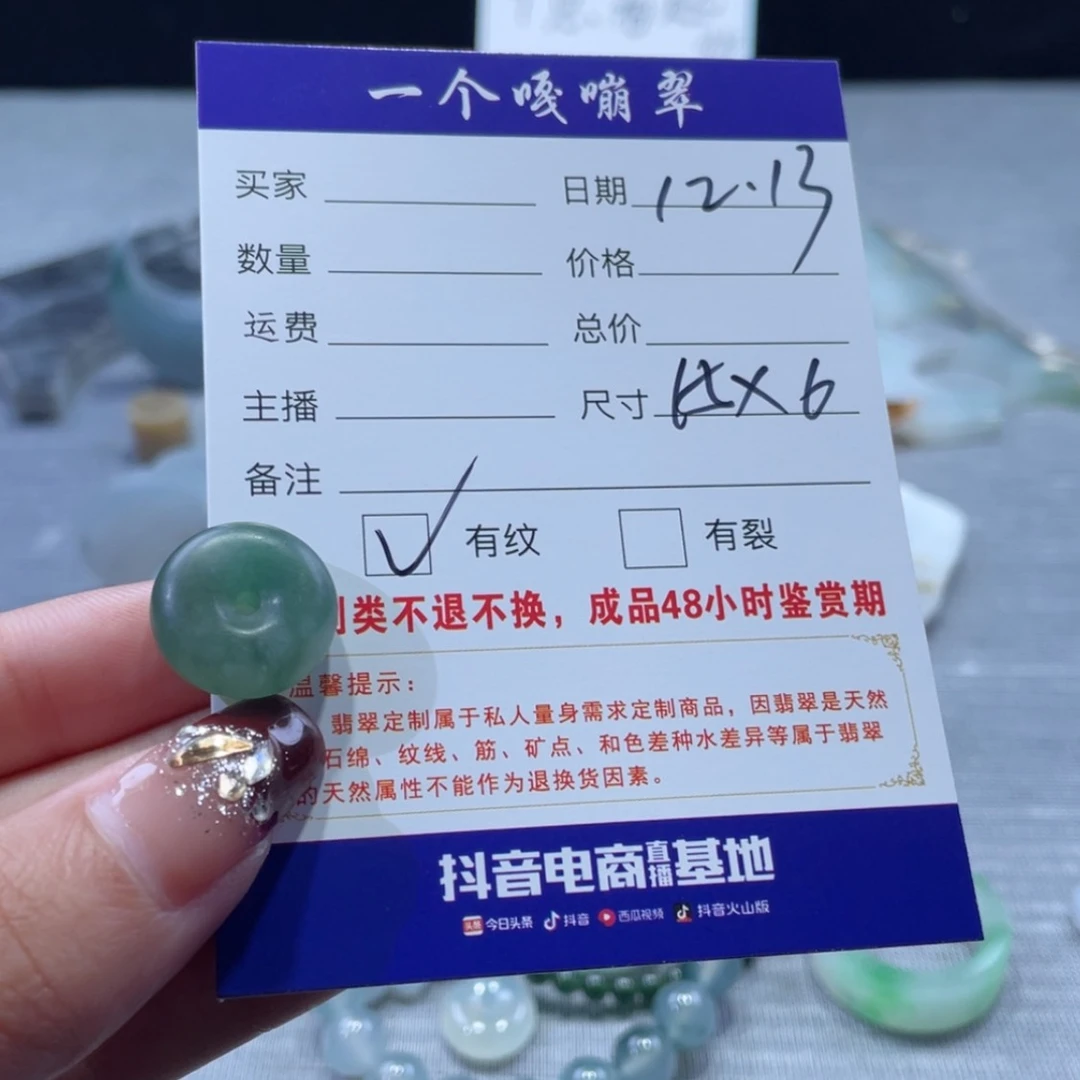 一个嘎嘣翠
买家 日期 12.13
数量 价格
运费 总价
主播 尺寸 15X6
备注
✓ 有纹 有裂
类不退不换，成品48小时鉴赏期
温馨提示：
翡翠定制属于私人量身需求定制商品，因翡翠是天然
石绵、纹线、筋、矿点、和色差种水差异等属于翡翠
的天然属性不能作为退换货因素。
抖音电商直播基地
头条 今日头条 抖音 西瓜视频 抖音火山版